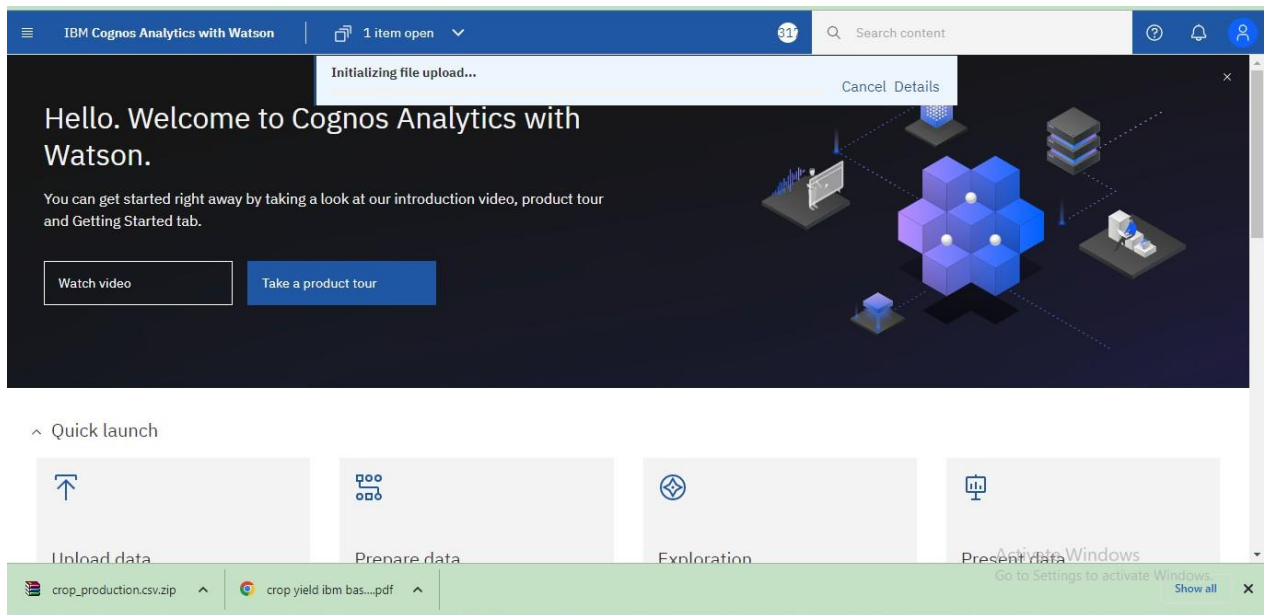 IBM Cognos Analytics with Watson
1 item open
Search content
Initializing file upload...
Cancel Details
Hello. Welcome to Cognos Analytics with
Watson.
You can get started right away by taking a look at our introduction video, product tour
and Getting Started tab.
Watch video
Take a product tour
Quick launch
Upload data
Prepare data
Exploration
Present data
Activate Windows
Go to Settings to activate Windows.
crop_production.csv.zip
crop yield ibm bas....pdf
Show all